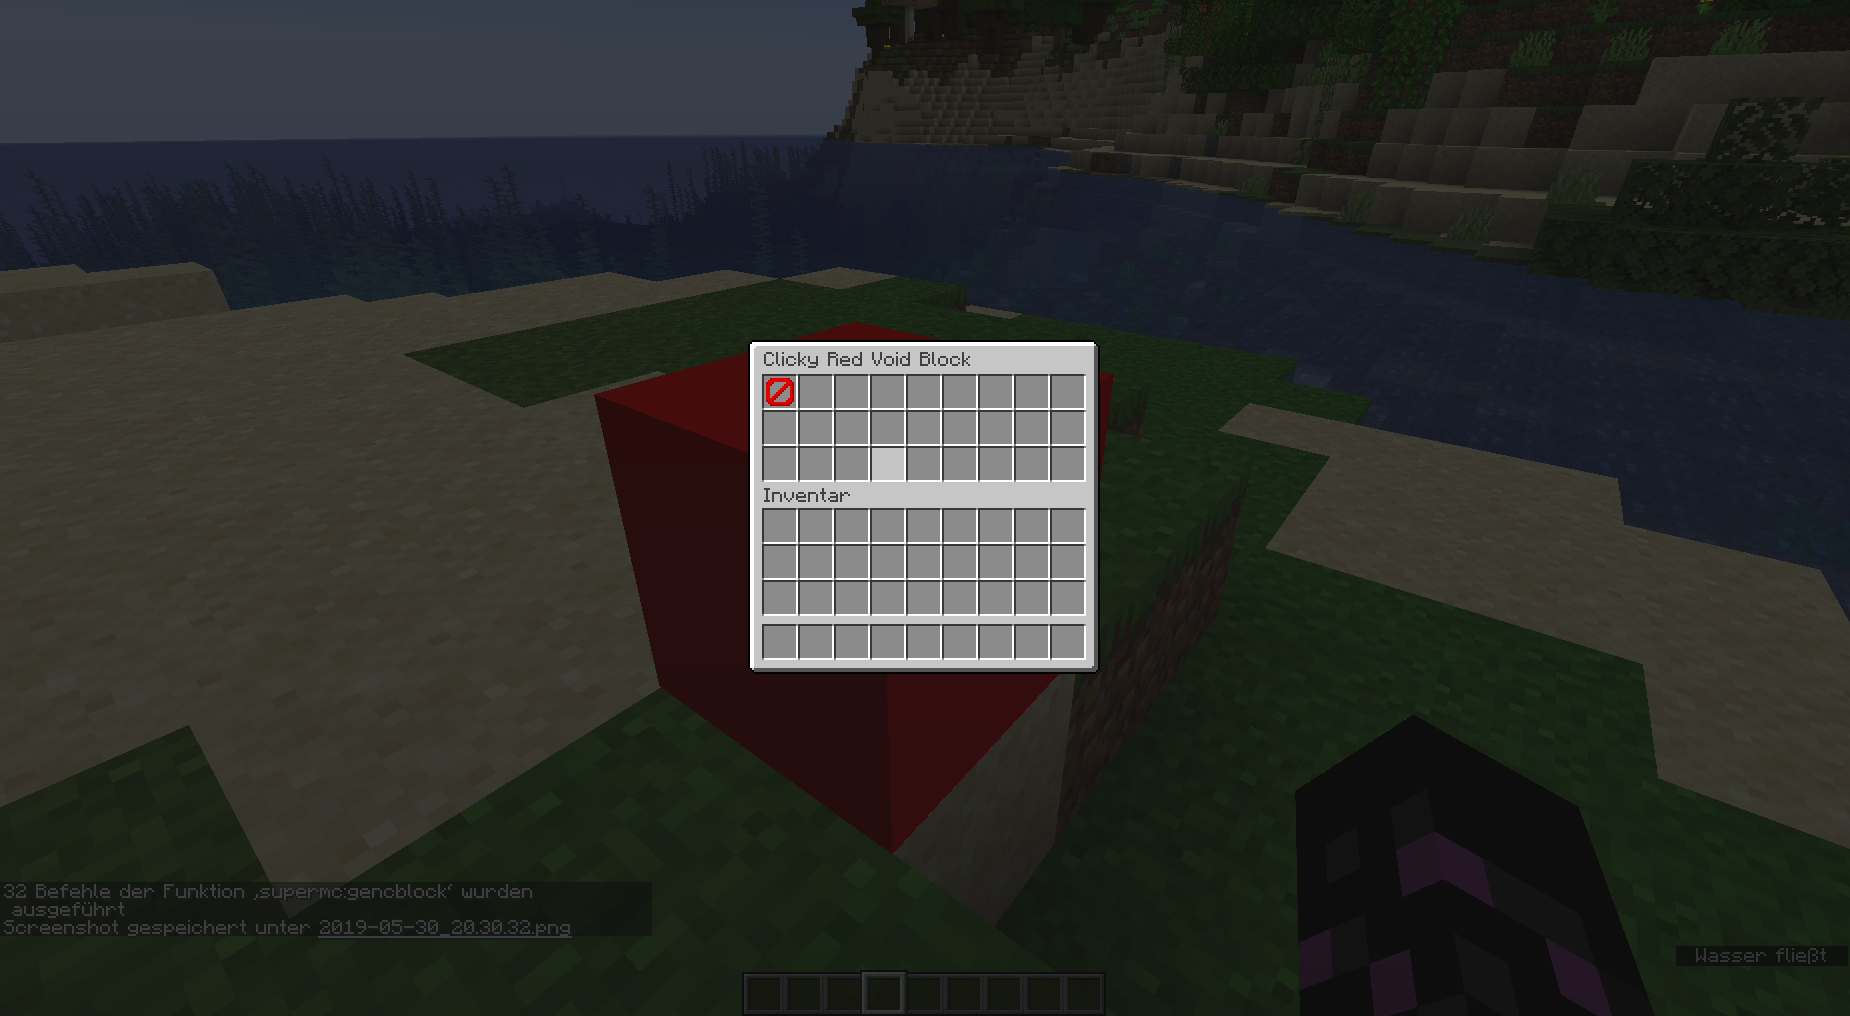 Clicky Red Void Block
Inventar
32 Befehle der Funktion ‚supermc:gencblock‘ wurden
ausgeführt
Screenshot gespeichert unter 2019-05-30_20.30.32.png
Wasser fließt